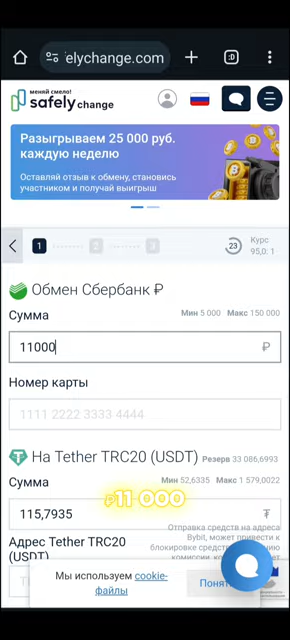 elychange.com
:D
меняй смело!
safely change
Разыгрываем 25 000 руб.
каждую неделю
Оставляй отзыв к обмену, становись
участником и получай выигрыш
1 2 3
23
Курс
95,0: 1
Обмен Сбербанк ₽
Сумма
Мин 5 000 Макс 150 000
11000
₽
Номер карты
1111 2222 3333 4444
На Tether TRC20 (USDT) Резерв 33 086,6993
Сумма
Мин 52,6335 Макс 1 579,0022
₽11 000
115,7935
Адрес Tether TRC20
(USDT)
Отправка средств на адреса
Bybit, может привести к
блокировке средств
Мы используем cookie-
файлы